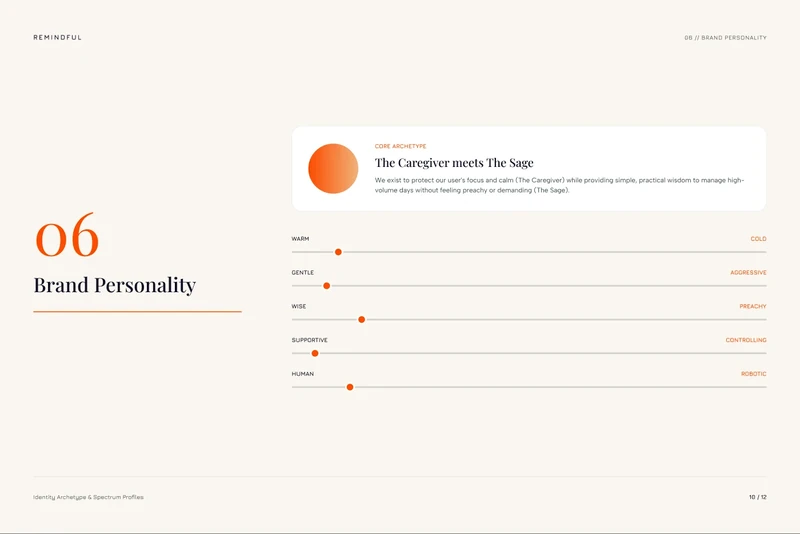 REMINDFUL
06 // BRAND PERSONALITY
06
Brand Personality
CORE ARCHETYPE
The Caregiver meets The Sage
We exist to protect our user's focus and calm (The Caregiver) while providing simple, practical wisdom to manage high-
volume days without feeling preachy or demanding (The Sage).
WARM COLD
GENTLE AGGRESSIVE
WISE PREACHY
SUPPORTIVE CONTROLLING
HUMAN ROBOTIC
Identity Archetype & Spectrum Profiles
10 / 12